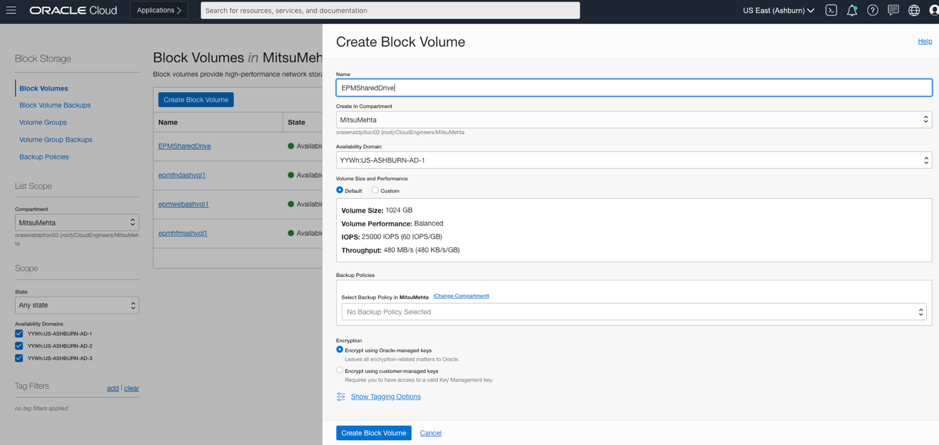 ORACLE Cloud
Applications >
Search for resources, services, and documentation
US East (Ashburn)
Block Storage
Block Volumes
Block Volume Backups
Volume Groups
Volume Group Backups
Backup Policies
List Scope
Compartment
MitsuMehta
orasenatdpltoci03 (root)/CloudEngineers/MitsuMeh
ta
Scope
State
Any state
Availability Domains
YYWh:US-ASHBURN-AD-1
YYWh:US-ASHBURN-AD-2
YYWh:US-ASHBURN-AD-3
Tag Filters
add | clear
no tag filters applied
Block Volumes in MitsuMeh
Block volumes provide high-performance network stora
Create Block Volume
Name State
EPMSharedDrive Availabl
epmfndashvol1 Availabl
epmwebashvol1 Availabl
epmhfmashvol1 Availabl
Create Block Volume
Help
Name
EPMSharedDrive
Create in Compartment
MitsuMehta
orasenatdpltoci03 (root)/CloudEngineers/MitsuMehta
Availability Domain
YYWh:US-ASHBURN-AD-1
Volume Size and Performance
Default Custom
Volume Size: 1024 GB
Volume Performance: Balanced
IOPS: 25000 IOPS (60 IOPS/GB)
Throughput: 480 MB/s (480 KB/s/GB)
Backup Policies
Select Backup Policy in MitsuMehta (Change Compartment)
No Backup Policy Selected
Encryption
Encrypt using Oracle-managed keys
Leaves all encryption-related matters to Oracle.
Encrypt using customer-managed keys
Requires you to have access to a valid Key Management key.
Show Tagging Options
Create Block Volume Cancel